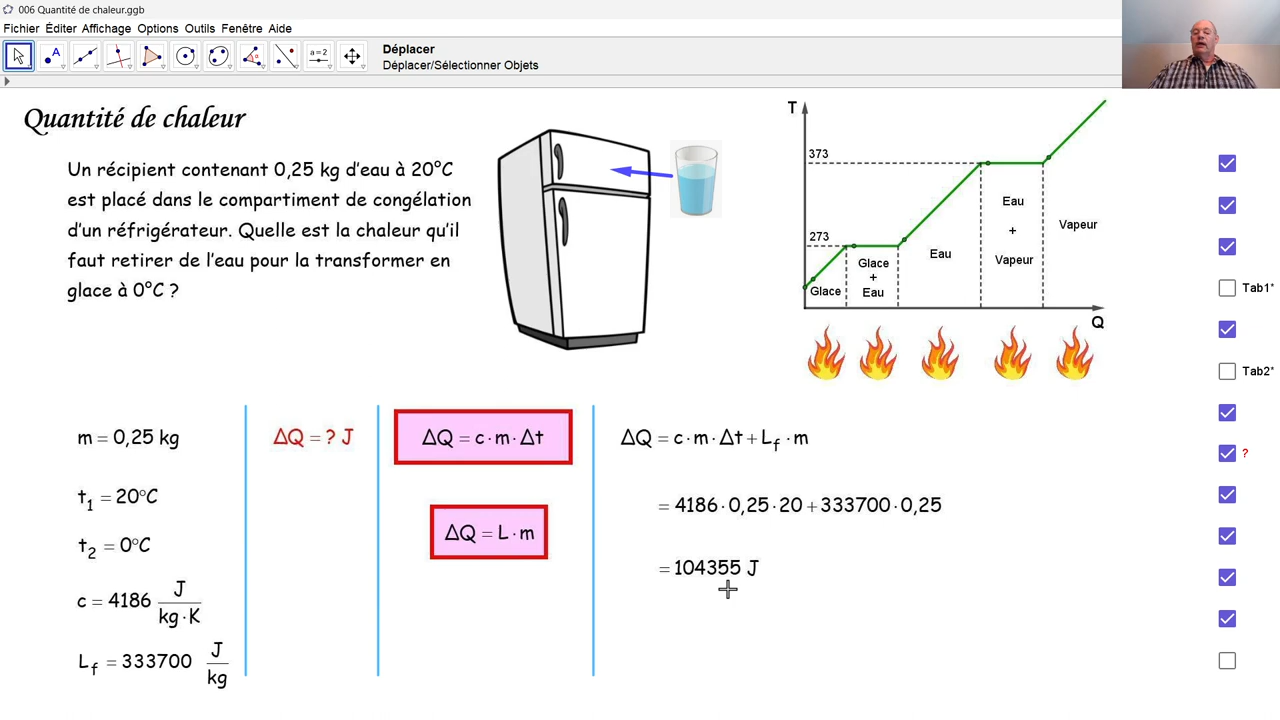 006 Quantité de chaleur.ggb
Fichier Éditer Affichage Options Outils Fenêtre Aide
A
a=2
Déplacer
Déplacer/Sélectionner Objets
Quantité de chaleur
Un récipient contenant 0,25 kg d'eau à 20°C
est placé dans le compartiment de congélation
d'un réfrigérateur. Quelle est la chaleur qu'il
faut retirer de l'eau pour la transformer en
glace à 0°C ?
T
373
273
Glace
Glace
+
Eau
Eau
Eau
+
Vapeur
Vapeur
Q
Tab1*
Tab2*
?
m = 0,25 kg
t₁ = 20°C
t₂ = 0°C
c = 4186 J/kg·K
L_f = 333700 J/kg
ΔQ = ? J
ΔQ = c·m·Δt
ΔQ = L·m
ΔQ = c·m·Δt + L_f·m
= 4186·0,25·20 + 333700·0,25
= 104355 J